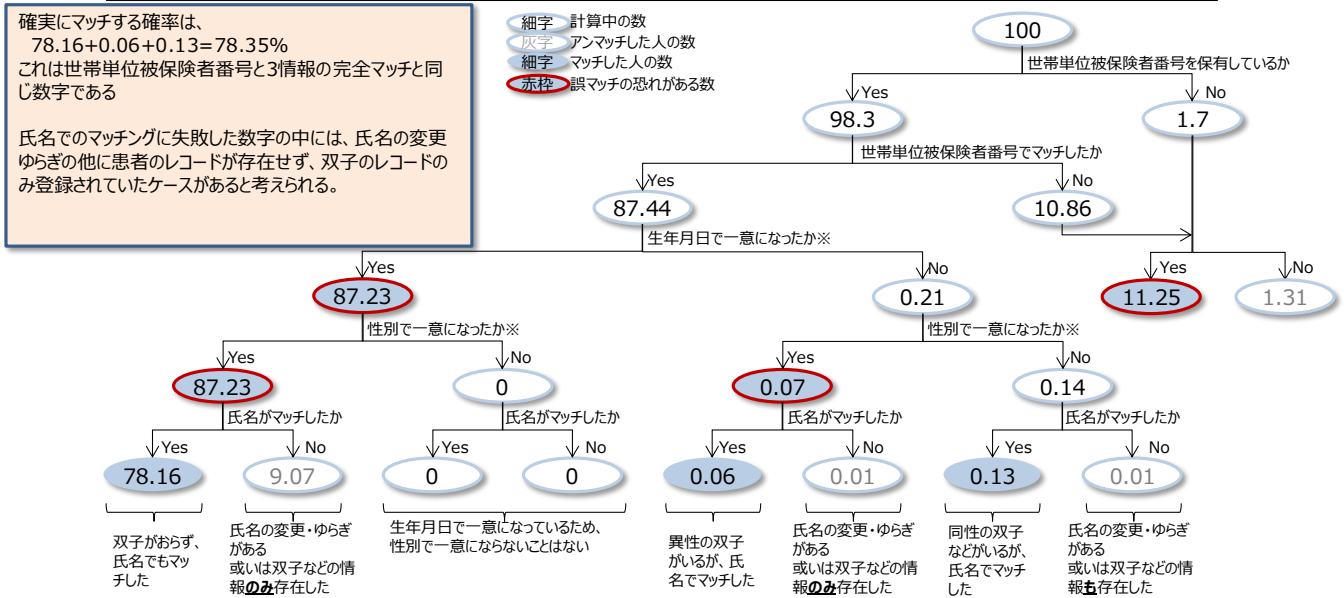 確実にマッチする確率は、
78.16+0.06+0.13=78.35%
これは世帯単位被保険者番号と3情報の完全マッチと同
じ数字である
氏名でのマッチングに失敗した数字の中には、氏名の変更
ゆらぎの他に患者のレコードが存在せず、双子のレコードの
み登録されていたケースがあると考えられる。
細字 計算中の数
灰字 アンマッチした人の数
細字 マッチした人の数
赤枠 誤マッチの恐れがある数
100
世帯単位被保険者番号を保有しているか
Yes No
98.3 1.7
世帯単位被保険者番号でマッチしたか
Yes No
87.44 10.86
生年月日で一意になったか※
Yes No Yes No
87.23 0.21 11.25 1.31
性別で一意になったか※ 性別で一意になったか※
Yes No Yes No
87.23 0 0.07 0.14
氏名がマッチしたか 氏名がマッチしたか 氏名がマッチしたか 氏名がマッチしたか
Yes No Yes No Yes No Yes No
78.16 9.07 0 0 0.06 0.01 0.13 0.01
双子がおらず、
氏名でもマッ
チした
氏名の変更・ゆらぎ
がある
或いは双子などの情
報のみ存在した
生年月日で一意になっているため、
性別で一意にならないことはない
異性の双子
がいるが、氏
名でマッチした
氏名の変更・ゆらぎ
がある
或いは双子などの情
報のみ存在した
同性の双子
などがいるが、
氏名でマッチ
した
氏名の変更・ゆらぎ
がある
或いは双子などの情
報も存在した